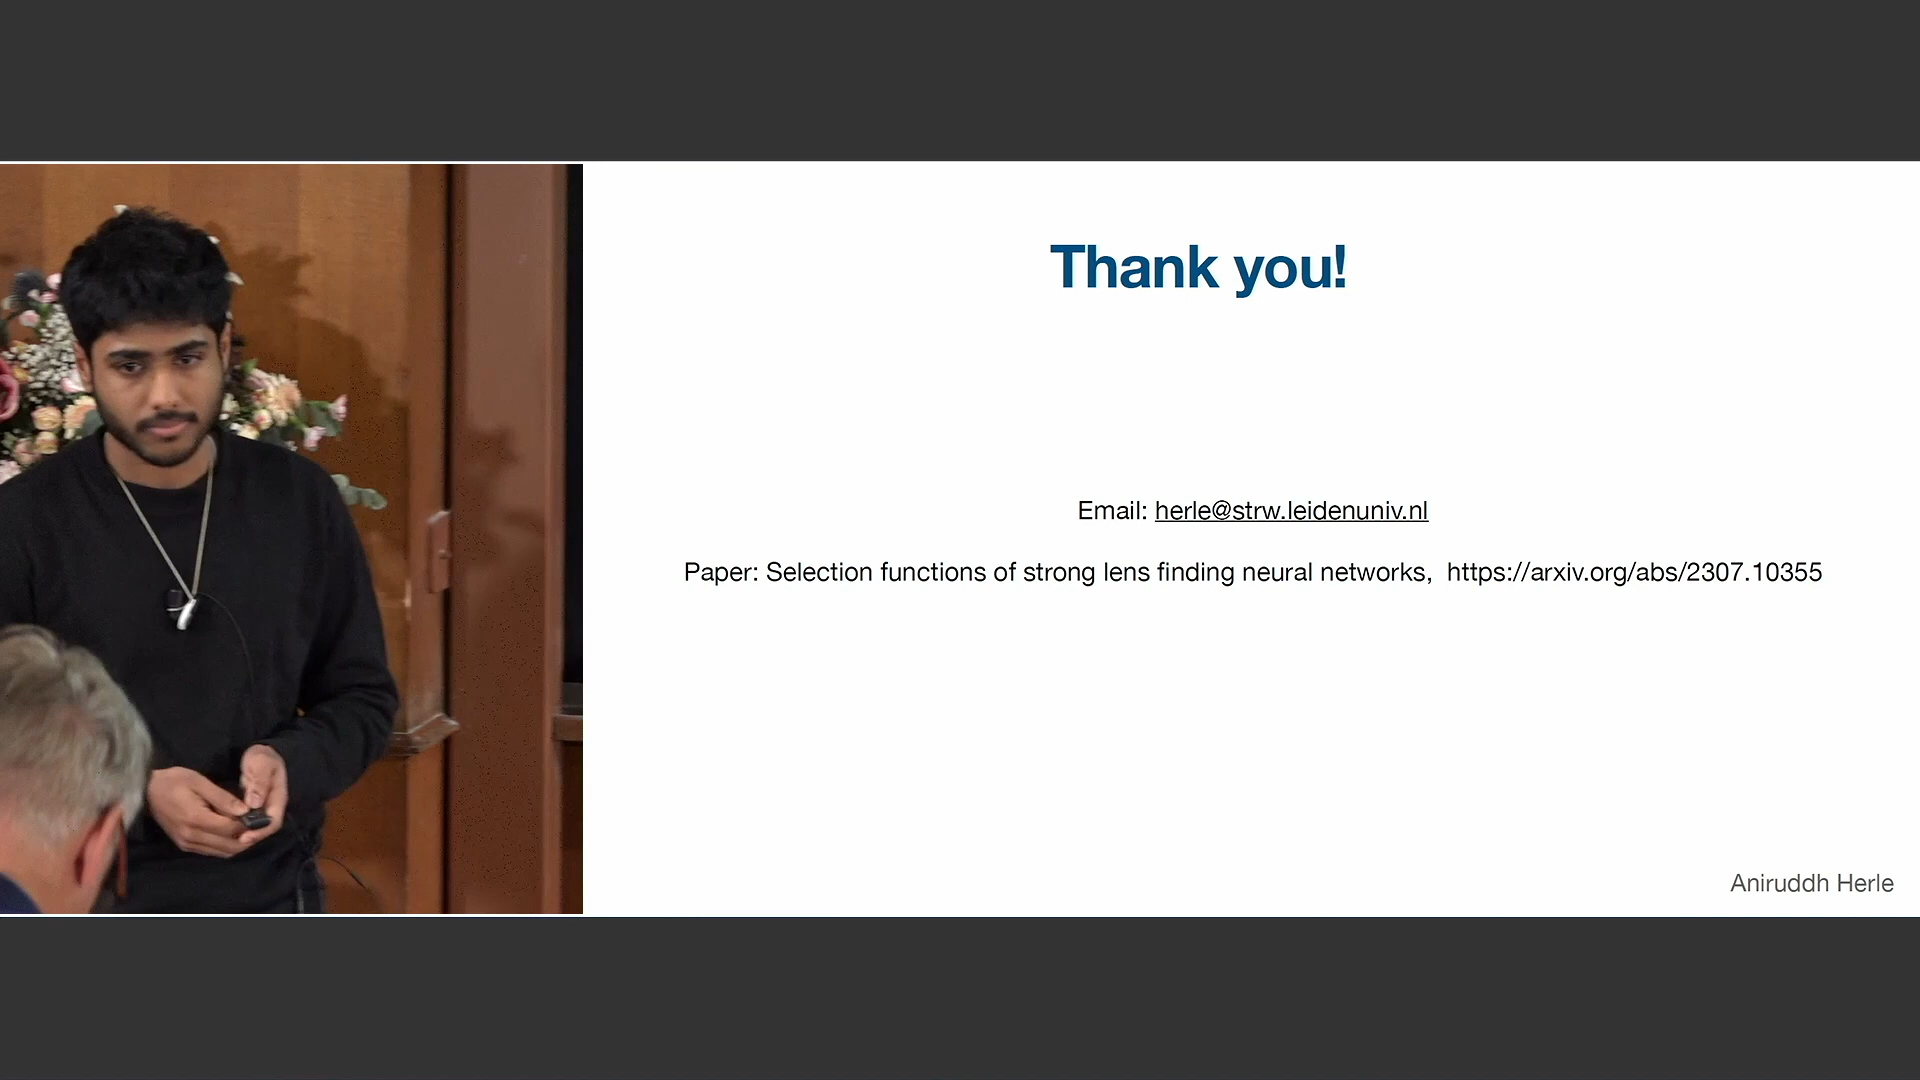 Thank you!
Email: herle@strw.leidenuniv.nl
Paper: Selection functions of strong lens finding neural networks, https://arxiv.org/abs/2307.10355
Aniruddh Herle